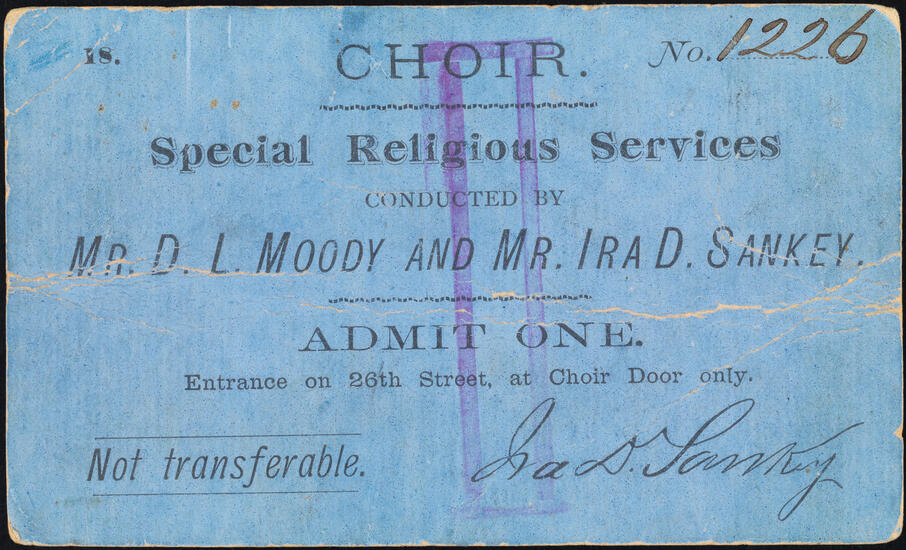 18.
CHOIR.
No. 1226
Special Religious Services
CONDUCTED BY
MR. D. L. MOODY AND MR. IRA D. SANKEY.
ADMIT ONE.
Entrance on 26th Street, at Choir Door only.
Not transferable.
Ira D. Sankey